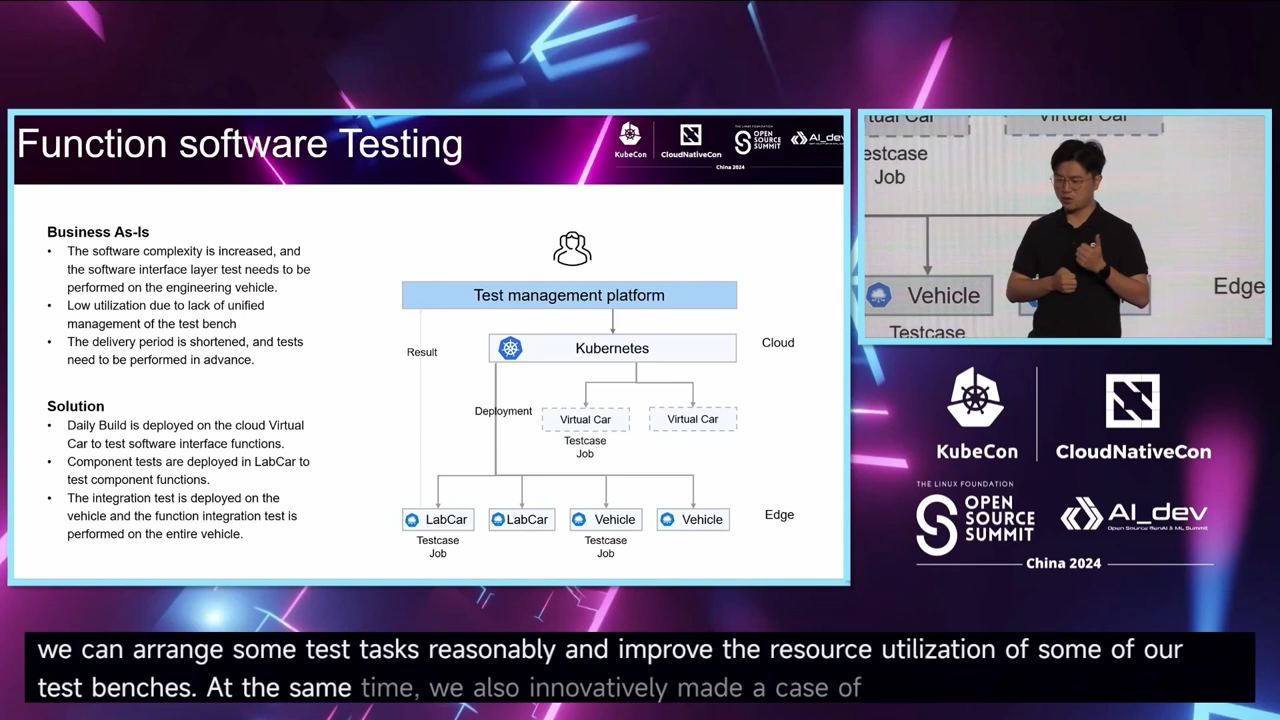 Function software Testing
KubeCon
CloudNativeCon
THE LINUX FOUNDATION
OPEN
SOURCE
SUMMIT
AI_dev
China 2024
Business As-Is
• The software complexity is increased, and
the software interface layer test needs to be
performed on the engineering vehicle.
• Low utilization due to lack of unified
management of the test bench
• The delivery period is shortened, and tests
need to be performed in advance.
Solution
• Daily Build is deployed on the cloud Virtual
Car to test software interface functions.
• Component tests are deployed in LabCar to
test component functions.
• The integration test is deployed on the
vehicle and the function integration test is
performed on the entire vehicle.
Test management platform
Result
Kubernetes
Cloud
Deployment
Virtual Car
Virtual Car
Testcase
Job
LabCar
LabCar
Vehicle
Vehicle
Edge
Testcase
Job
Testcase
Job
tual Car
Virtual Car
estcase
Job
Vehicle
Edge
Testcase
KubeCon
CloudNativeCon
THE LINUX FOUNDATION
OPEN
SOURCE
SUMMIT
AI_dev
Open Source GenAI & ML Summit
China 2024
we can arrange some test tasks reasonably and improve the resource utilization of some of our
test benches. At the same time, we also innovatively made a case of